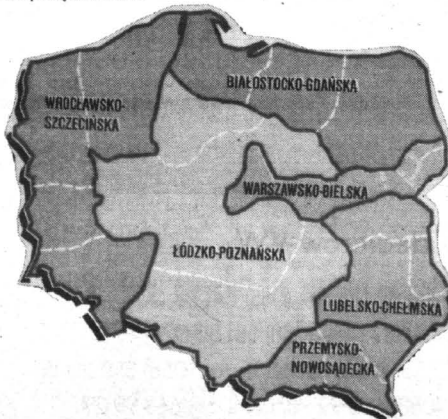 BIAŁOSTOCKO-GDAŃSKA
WROCŁAWSKO-
SZCZECIŃSKA
WARSZAWSKO-BIELSKA
ŁÓDZKO-POZNAŃSKA
LUBELSKO-CHEŁMSKA
PRZEMYSKO-
NOWOSĄDECKA